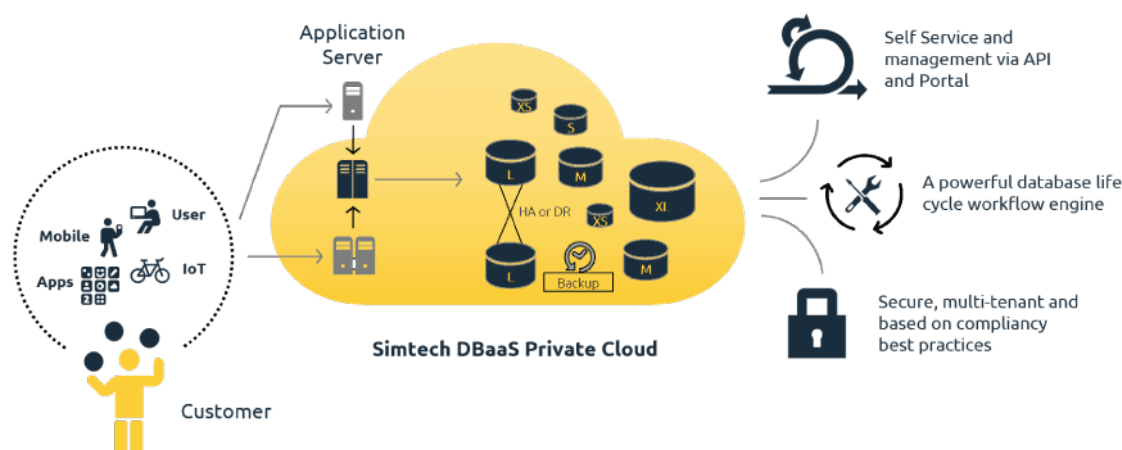 Application
Server
User
Mobile
IoT
Apps
Customer
XS
S
L
M
XL
HA or DR
XS
L
M
Backup
Simtech DBaaS Private Cloud
Self Service and
management via API
and Portal
A powerful database life
cycle workflow engine
Secure, multi-tenant and
based on compliancy
best practices